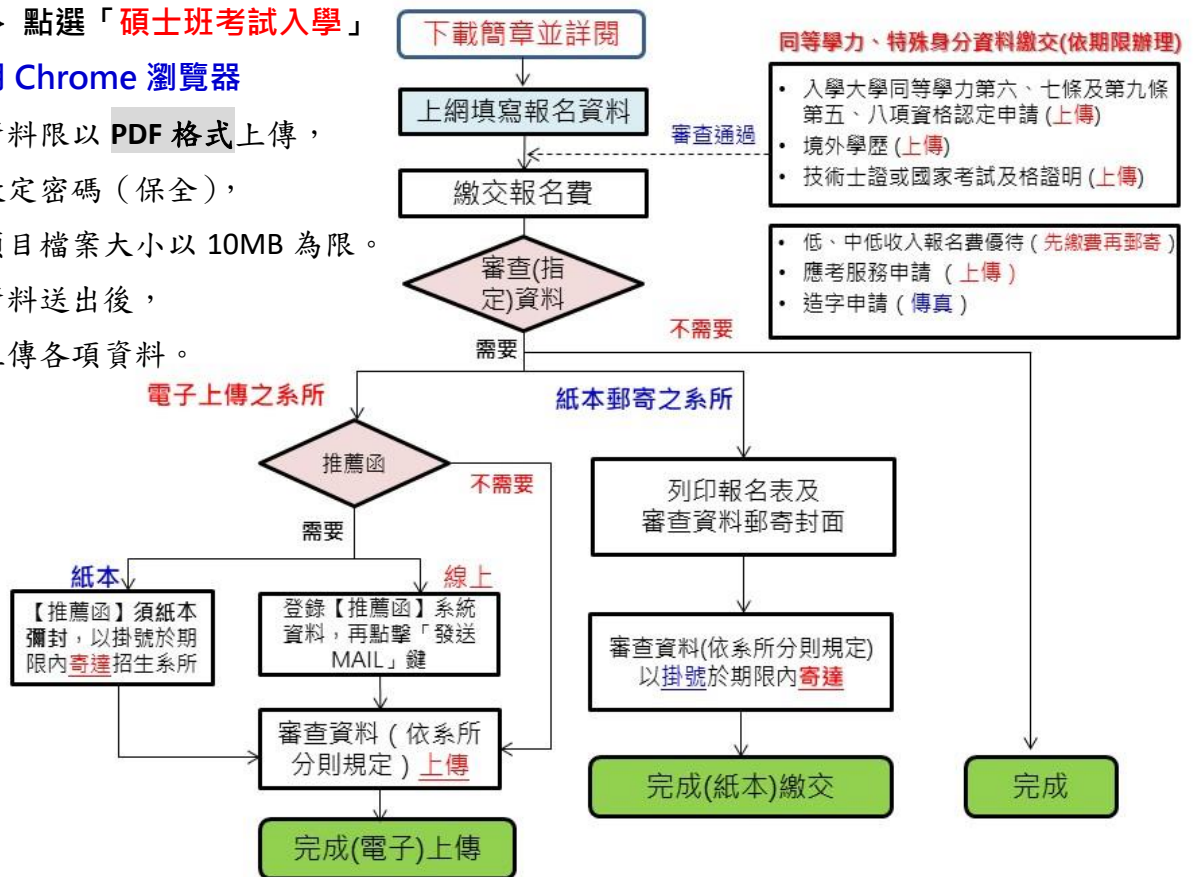 點選「碩士班考試入學」
Chrome 瀏覽器
料限以 PDF 格式上傳，
定密碼（保全），
目檔案大小以 10MB 為限。
料送出後，
傳各項資料。
下載簡章並詳閱
上網填寫報名資料
審查通過
繳交報名費
審查(指
定)資料
同等學力、特殊身分資料繳交(依期限辦理)
• 入學大學同等學力第六、七條及第九條
第五、八項資格認定申請 (上傳)
• 境外學歷 (上傳)
• 技術士證或國家考試及格證明 (上傳)
• 低、中低收入報名費優待（先繳費再郵寄）
• 應考服務申請 （上傳）
• 造字申請（傳真）
不需要
需要
電子上傳之系所
紙本郵寄之系所
推薦函
不需要
需要
紙本
線上
【推薦函】須紙本
彌封，以掛號於期
限內寄達招生系所
登錄【推薦函】系統
資料，再點擊「發送
MAIL」鍵
審查資料（依系所
分則規定）上傳
完成(電子)上傳
列印報名表及
審查資料郵寄封面
審查資料(依系所分則規定)
以掛號於期限內寄達
完成(紙本)繳交
完成